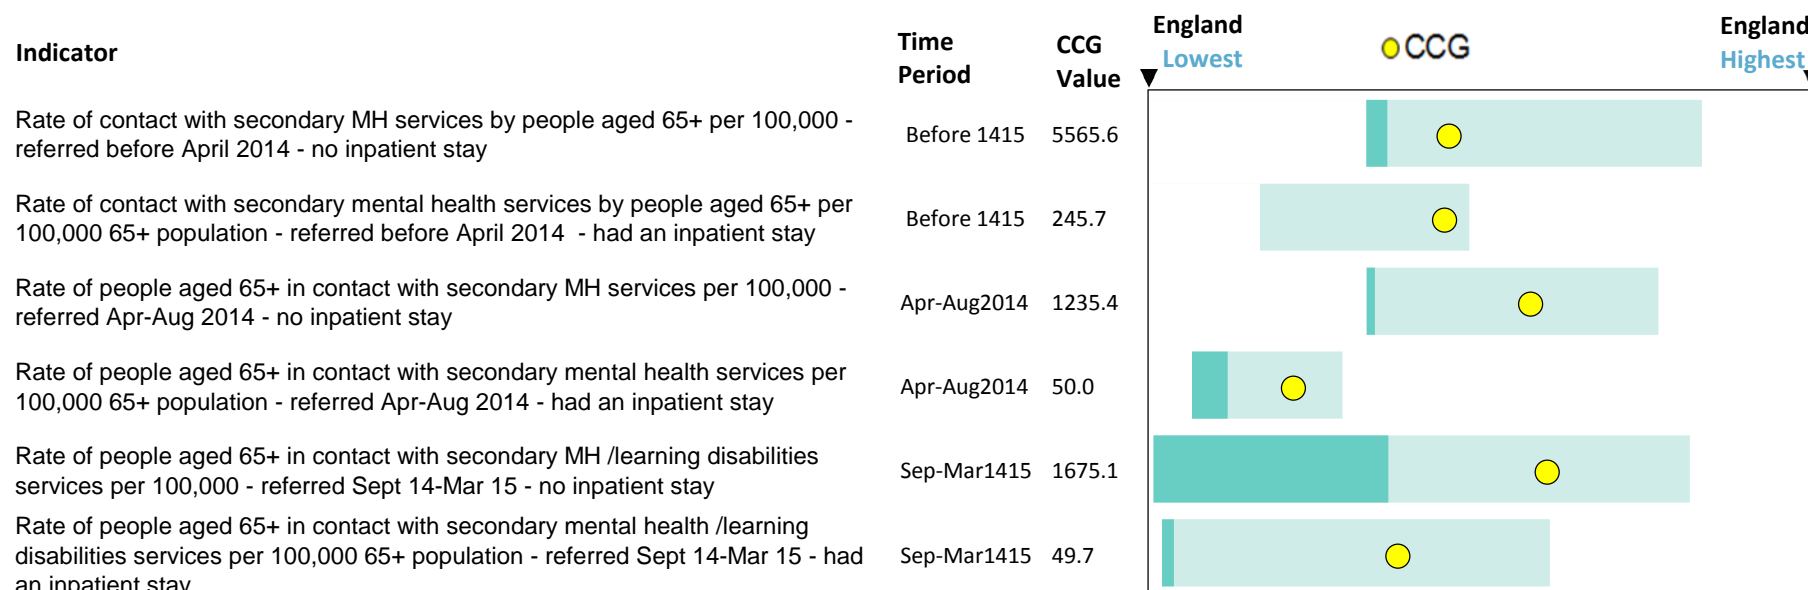 Indicator
Time
Period
CCG
Value
England
Lowest
CCG
England
Highest
Rate of contact with secondary MH services by people aged 65+ per 100,000 -
referred before April 2014 - no inpatient stay
Before 1415
5565.6
Rate of contact with secondary mental health services by people aged 65+ per
100,000 65+ population - referred before April 2014  - had an inpatient stay
Before 1415
245.7
Rate of people aged 65+ in contact with secondary MH services per 100,000 -
referred Apr-Aug 2014 - no inpatient stay
Apr-Aug2014
1235.4
Rate of people aged 65+ in contact with secondary mental health services per
100,000 65+ population - referred Apr-Aug 2014 - had an inpatient stay
Apr-Aug2014
50.0
Rate of people aged 65+ in contact with secondary MH /learning disabilities
services per 100,000 - referred Sept 14-Mar 15 - no inpatient stay
Sep-Mar1415
1675.1
Rate of people aged 65+ in contact with secondary mental health /learning
disabilities services per 100,000 65+ population - referred Sept 14-Mar 15 - had
an inpatient stay
Sep-Mar1415
49.7